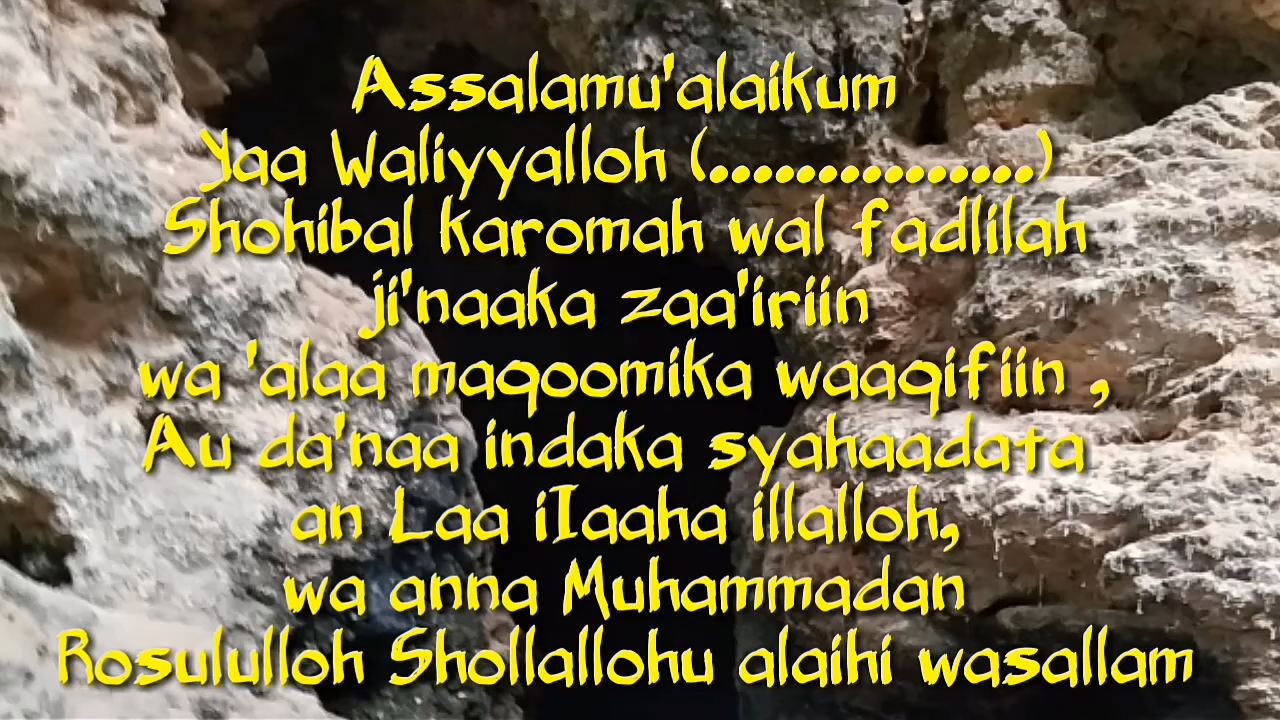 Assalamu'alaikum
Yaa Waliyyalloh (...............)
Shohibal karomah wal fadlilah
ji'naaka zaa'iriin
wa 'alaa maqoomika waaqifiin ,
Au da'naa indaka syahaadata
an Laa iIaaha illalloh,
wa anna Muhammadan
Rosululloh Shollallohu alaihi wasallam